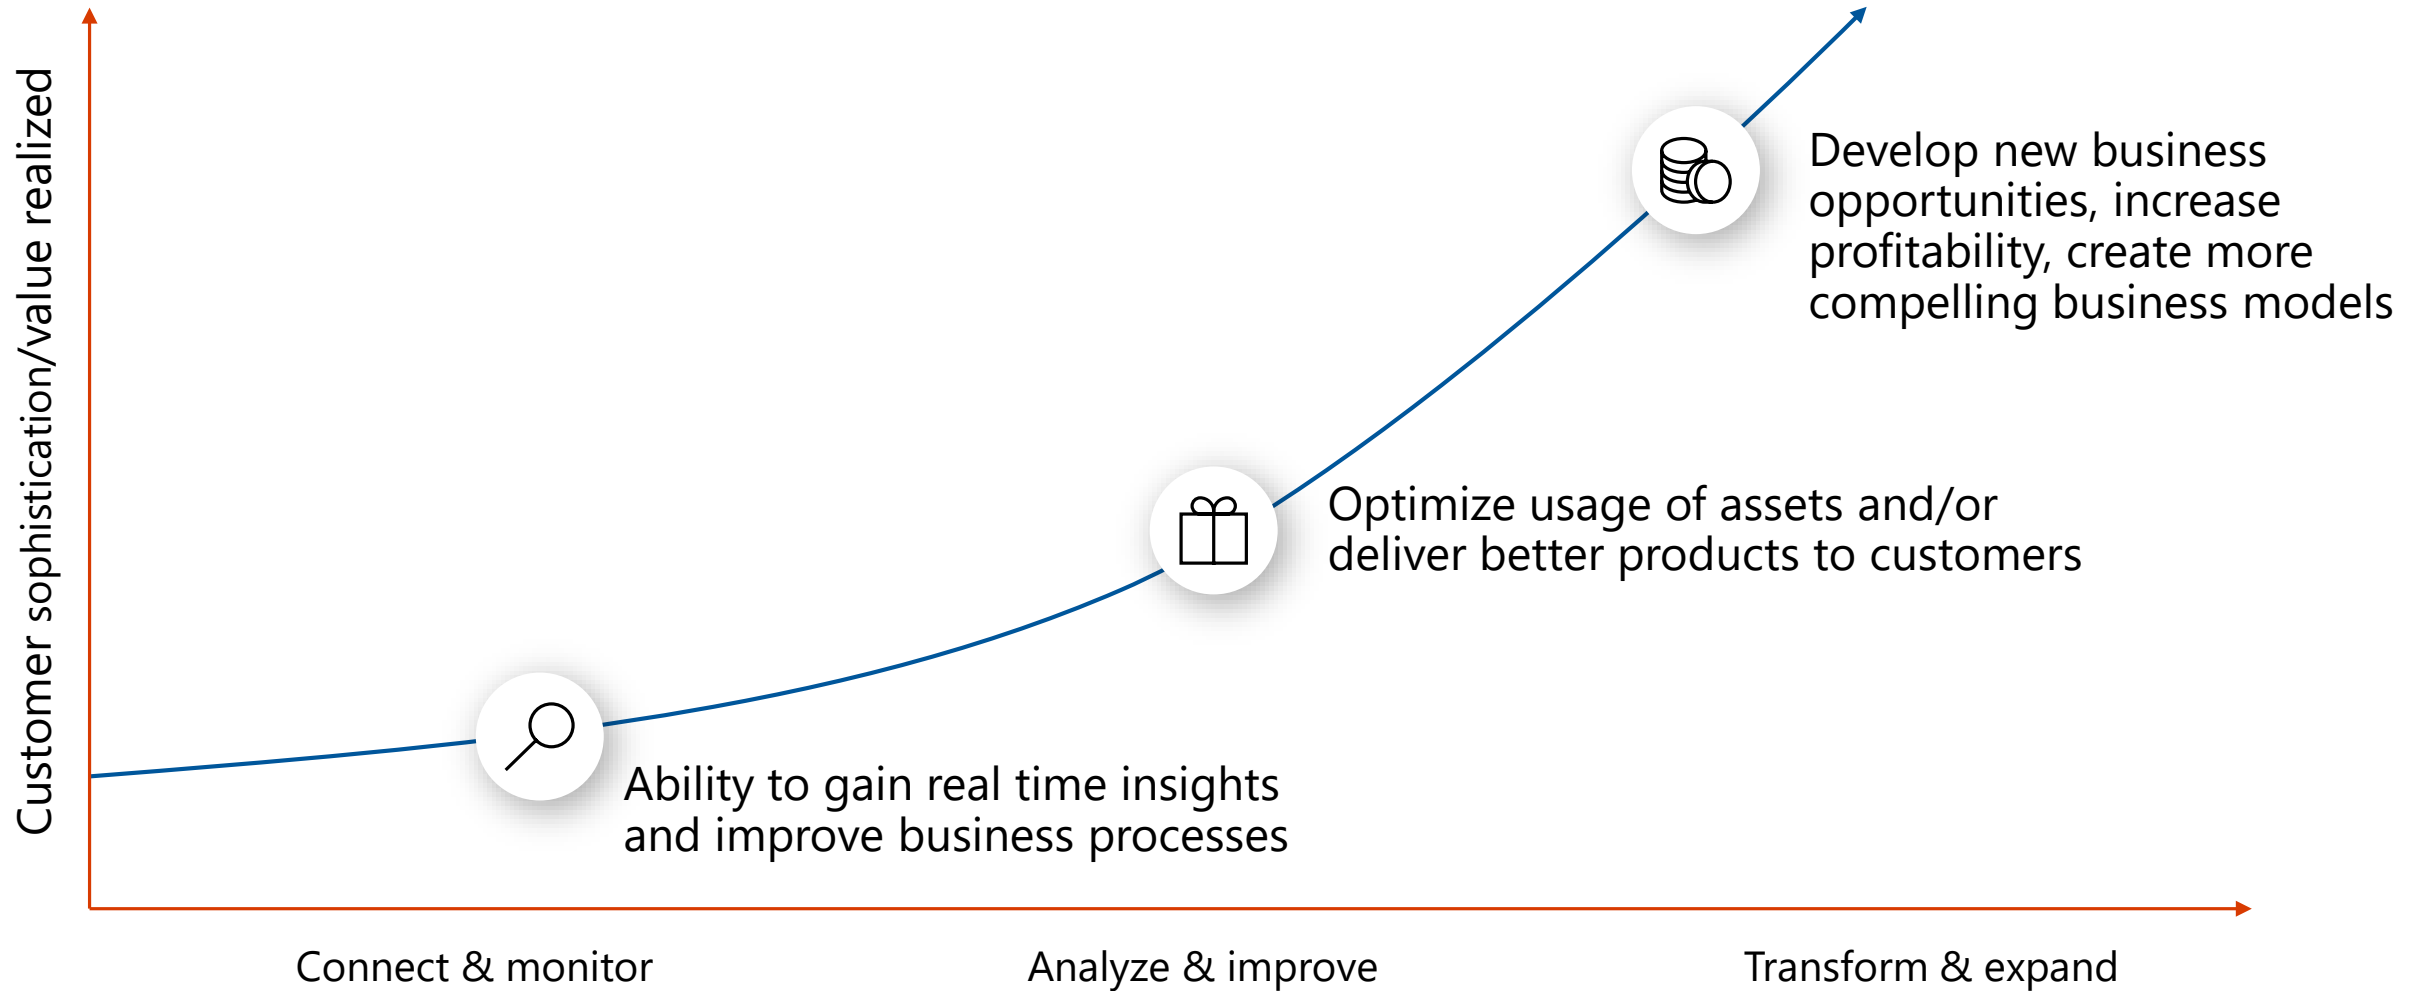 Customer sophistication/value realized
Develop new business
opportunities, increase
profitability, create more
compelling business models
Optimize usage of assets and/or
deliver better products to customers
Ability to gain real time insights
and improve business processes
Connect & monitor
Analyze & improve
Transform & expand